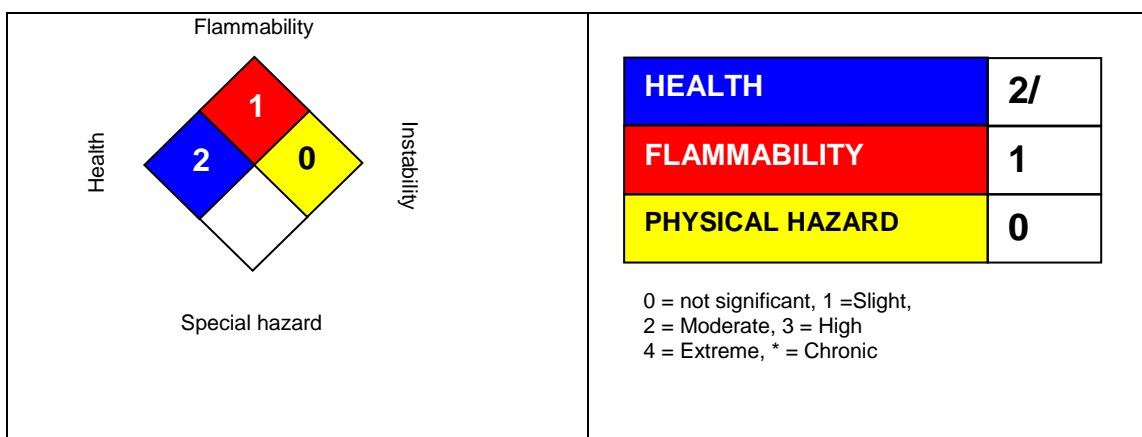 Flammability
1
2
0
Health
Instability
Special hazard
HEALTH 2/
FLAMMABILITY 1
PHYSICAL HAZARD 0
0 = not significant, 1 =Slight,
2 = Moderate, 3 = High
4 = Extreme, * = Chronic